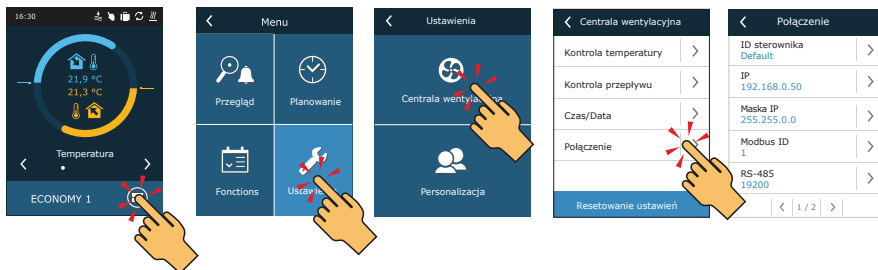 16:30
21,9 °C
21,3 °C
Temperatura
ECONOMY 1
Menu
Przegląd
Planowanie
Fonctions
Ustawienia
Centrala wentylacyjna
Personalizacja
Centrala wentylacyjna
Kontrola temperatury
Kontrola przepływu
Czas/Data
Połączenie
Resetowanie ustawień
Połączenie
ID sterownika
Default
IP
192.168.0.50
Maska IP
255.255.0.0
Modbus ID
1
RS-485
19200
1 / 2